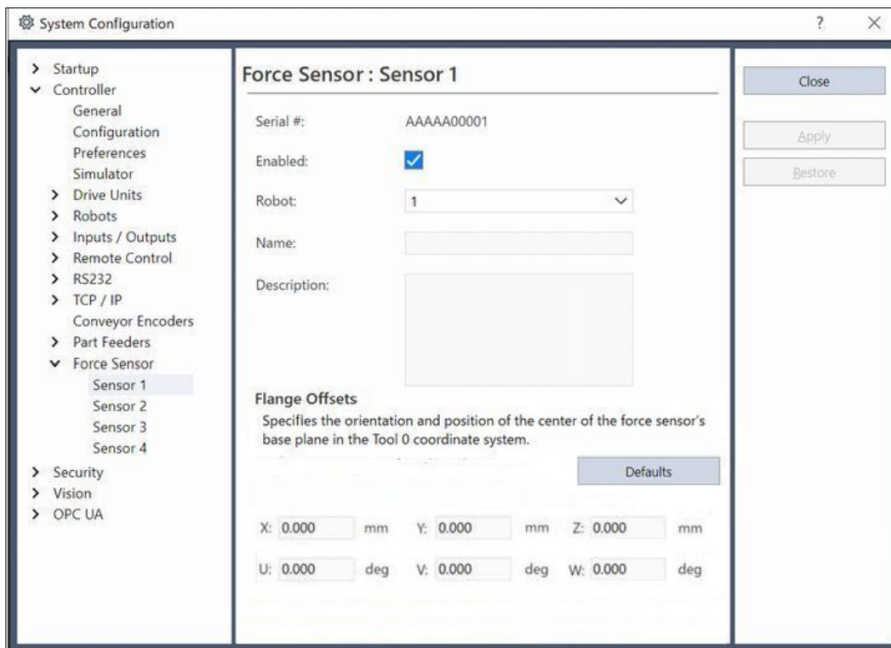 System Configuration
?
Startup
Controller
General
Configuration
Preferences
Simulator
Drive Units
Robots
Inputs / Outputs
Remote Control
RS232
TCP / IP
Conveyor Encoders
Part Feeders
Force Sensor
Sensor 1
Sensor 2
Sensor 3
Sensor 4
Security
Vision
OPC UA
Force Sensor : Sensor 1
Serial #: AAAAA00001
Enabled:
Robot: 1
Name:
Description:
Flange Offsets
Specifies the orientation and position of the center of the force sensor's
base plane in the Tool 0 coordinate system.
Defaults
X: 0.000 mm Y: 0.000 mm Z: 0.000 mm
U: 0.000 deg V: 0.000 deg W: 0.000 deg
Close
Apply
Restore